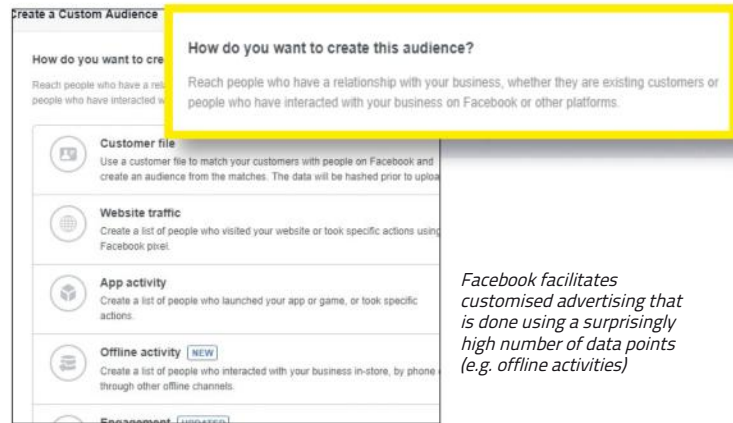 Create a Custom Audience
How do you want to create this audience?
Reach people who have a relationship with your business, whether they are existing customers or
people who have interacted with your business on Facebook or other platforms.
How do you want to cre
Reach people who have a rela
people who have interacted w
Customer file
Use a customer file to match your customers with people on Facebook and
create an audience from the matches. The data will be hashed prior to uploa
Website traffic
Create a list of people who visited your website or took specific actions using
Facebook pixel.
App activity
Create a list of people who launched your app or game, or took specific
actions.
Offline activity NEW
Create a list of people who interacted with your business in-store, by phone
through other offline channels.
Engagement UPDATED
Facebook facilitates
customised advertising that
is done using a surprisingly
high number of data points
(e.g. offline activities)